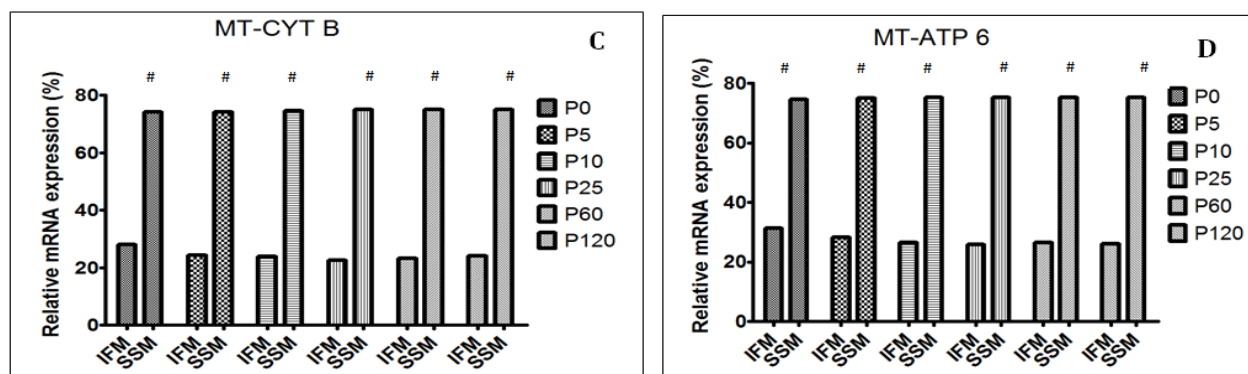 MT-CYT B
C
# # # # # #
Relative mRNA expression (%)
80
60
40
20
0
IFM SSM IFM SSM IFM SSM IFM SSM IFM SSM IFM SSM
P0
P5
P10
P25
P60
P120
MT-ATP 6
D
# # # # # #
Relative mRNA expression (%)
80
60
40
20
0
IFM SSM IFM SSM IFM SSM IFM SSM IFM SSM IFM SSM
P0
P5
P10
P25
P60
P120